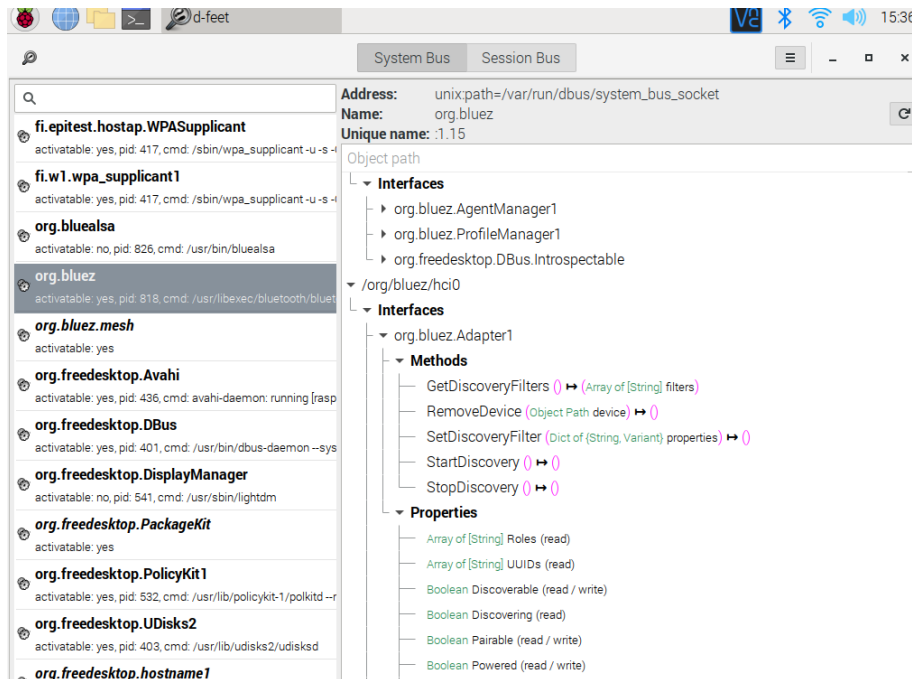 d-feet
15:36
System Bus
Session Bus
fi.epitest.hostap.WPASupplicant
activatable: yes, pid: 417, cmd: /sbin/wpa_supplicant -u -s -
fi.w1.wpa_supplicant1
activatable: yes, pid: 417, cmd: /sbin/wpa_supplicant -u -s -
org.bluealsa
activatable: no, pid: 826, cmd: /usr/bin/bluealsa
org.bluez
activatable: yes, pid: 818, cmd: /usr/libexec/bluetooth/bluet
org.bluez.mesh
activatable: yes
org.freedesktop.Avahi
activatable: yes, pid: 436, cmd: avahi-daemon: running [rasp
org.freedesktop.DBus
activatable: yes, pid: 401, cmd: /usr/bin/dbus-daemon --sys
org.freedesktop.DisplayManager
activatable: no, pid: 541, cmd: /usr/sbin/lightdm
org.freedesktop.PackageKit
activatable: yes
org.freedesktop.PolicyKit1
activatable: yes, pid: 532, cmd: /usr/lib/policykit-1/polkitd --r
org.freedesktop.UDisks2
activatable: yes, pid: 403, cmd: /usr/lib/udisks2/udisksd
org.freedesktop.hostname1
Address: unix:path=/var/run/dbus/system_bus_socket
Name: org.bluez
Unique name: :1.15
Object path
Interfaces
org.bluez.AgentManager1
org.bluez.ProfileManager1
org.freedesktop.DBus.Introspectable
/org/bluez/hci0
Interfaces
org.bluez.Adapter1
Methods
GetDiscoveryFilters () ↦ (Array of [String] filters)
RemoveDevice (Object Path device) ↦ ()
SetDiscoveryFilter (Dict of {String, Variant} properties) ↦ ()
StartDiscovery () ↦ ()
StopDiscovery () ↦ ()
Properties
Array of [String] Roles (read)
Array of [String] UUIDs (read)
Boolean Discoverable (read / write)
Boolean Discovering (read)
Boolean Pairable (read / write)
Boolean Powered (read / write)